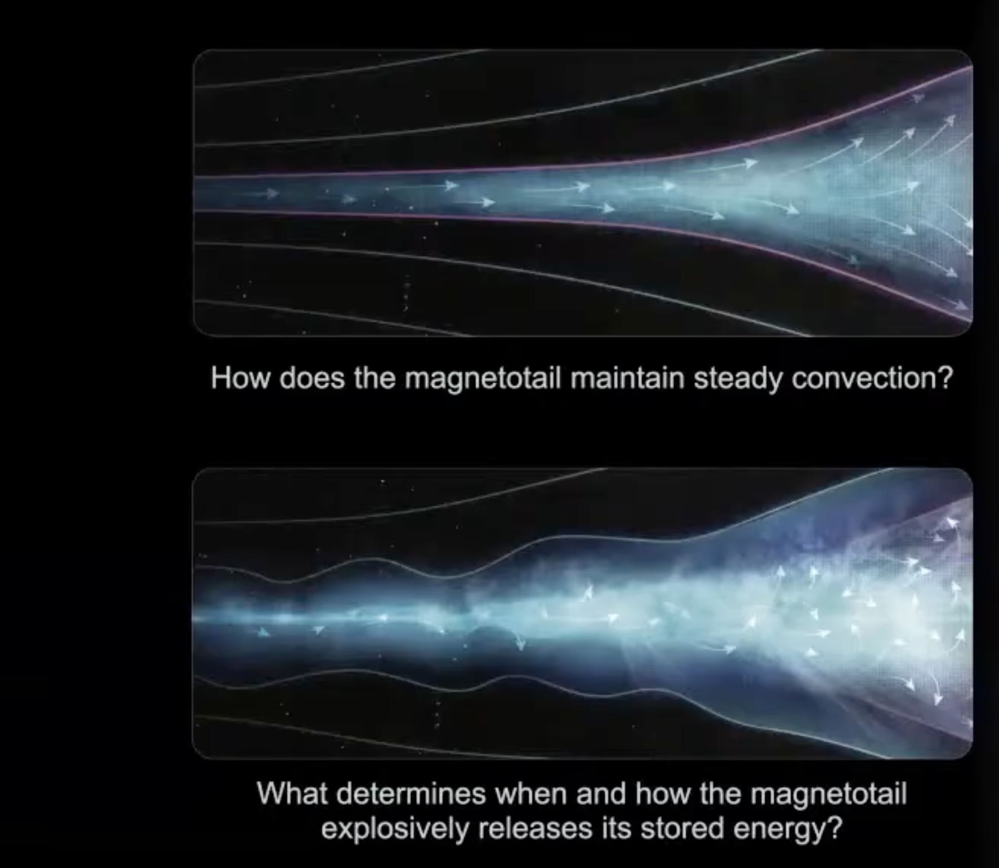 How does the magnetotail maintain steady convection?
What determines when and how the magnetotail
explosively releases its stored energy?